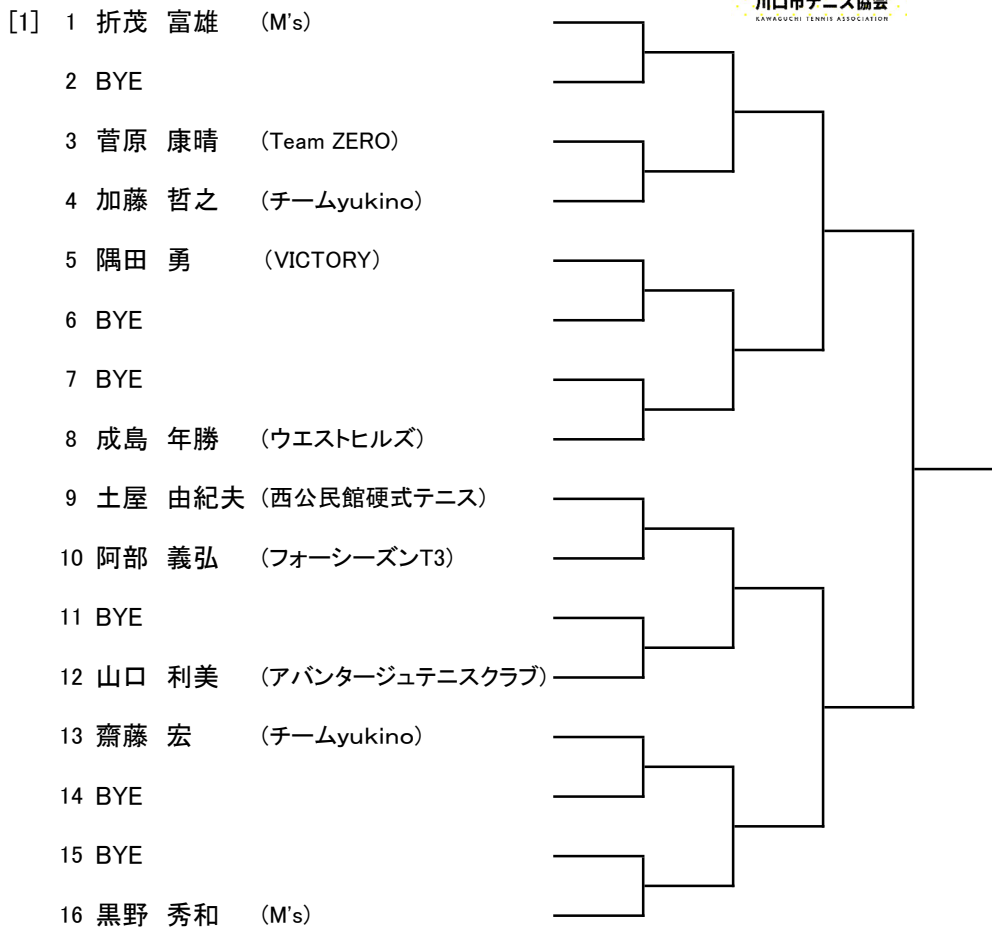 川口市テニス協会
KAWAGUCHI TENNIS ASSOCIATION
[1] 1 折茂 富雄 (M's)
2 BYE
3 菅原 康晴 (Team ZERO)
4 加藤 哲之 (チームyukino)
5 隅田 勇 (VICTORY)
6 BYE
7 BYE
8 成島 年勝 (ウエストヒルズ)
9 土屋 由紀夫 (西公民館硬式テニス)
10 阿部 義弘 (フォーシーズンT3)
11 BYE
12 山口 利美 (アバンタージュテニスクラブ)
13 齋藤 宏 (チームyukino)
14 BYE
15 BYE
16 黒野 秀和 (M's)